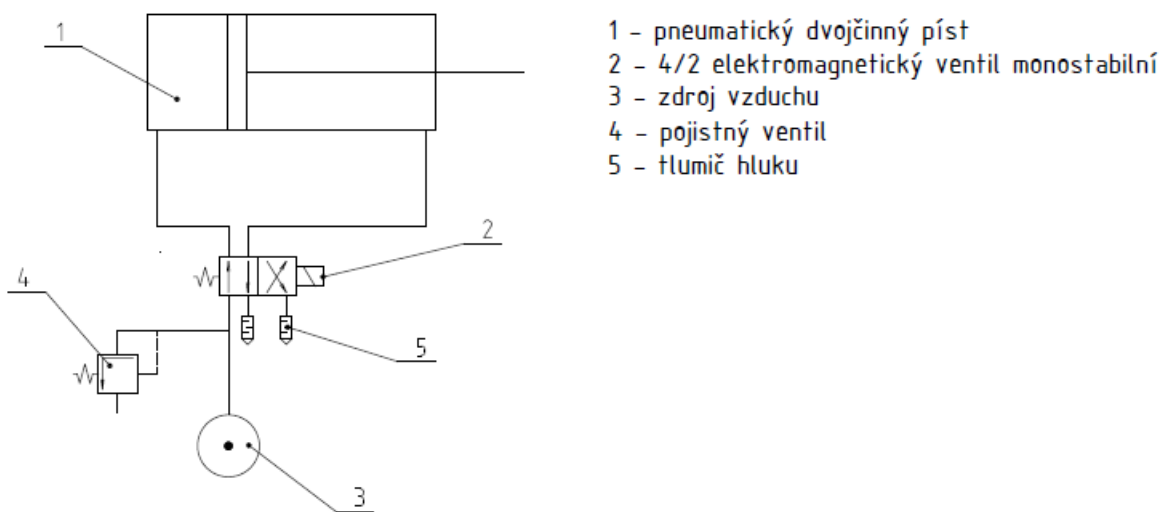 1
1 - pneumatický dvojčinný píst
2 - 4/2 elektromagnetický ventil monostabilní
3 - zdroj vzduchu
4 - pojistný ventil
5 - tlumič hluku
2
4
5
3